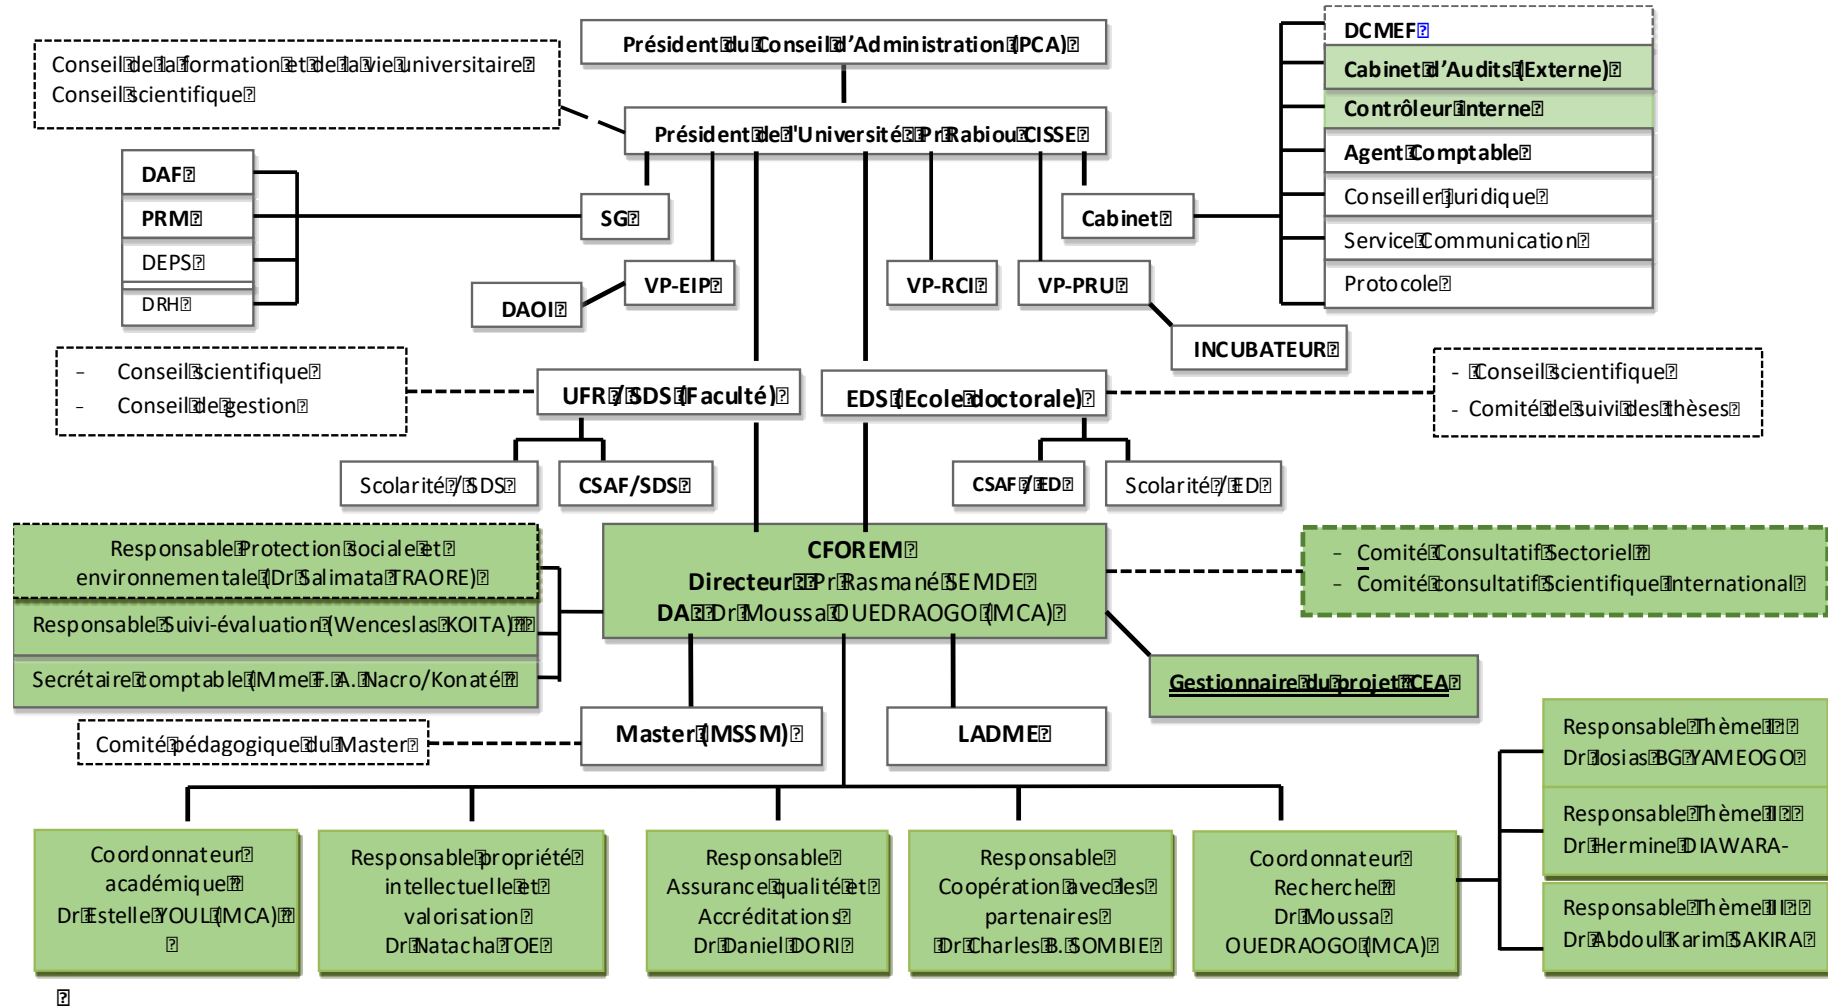 Président du Conseil d'Administration (PCA)
Conseil de la formation et de la vie universitaire
Conseil scientifique
Président de l'Université Pr Rabiou CISSE
DCMEF
Cabinet d'Audits (Externe)
Contrôleur interne
Agent Comptable
Conseiller juridique
Service Communication
Protocole
DAF
PRM
DEPS
DRH
SG
Cabinet
VP-EIP
DAOI
VP-RCI
VP-PRU
INCUBATEUR
- Conseil scientifique
- Conseil de gestion
UFR / SDS (Faculté)
EDS (Ecole doctorale)
- Conseil scientifique
- Comité de suivi des thèses
Scolarité / SDS
CSAF/SDS
CSAF / ED
Scolarité / ED
Responsable Protection sociale et
environnementale (Dr Salimata TRAORE)
Responsable Suivi-évaluation (Wenceslas KOITA)
Secrétaire comptable (Mme F. A. Nacro/Konaté
CFOREM
Directeur : Pr Rasmané SEMDE
DA : Dr Moussa OUEDRAOGO (MCA)
- Comité Consultatif Sectoriel
- Comité consultatif Scientifique International
Gestionnaire du projet CEA
Comité pédagogique du Master
Master (MSSM)
LADME
Responsable Thème I :
Dr Josias BG YAMEOGO
Responsable Thème II :
Dr Hermine DIAWARA-
Responsable Thème III :
Dr Abdoul Karim SAKIRA
Coordonnateur
académique
Dr Estelle YOUL (MCA)
Responsable propriété
intellectuelle et
valorisation
Dr Natacha TOE
Responsable
Assurance qualité et
Accréditations
Dr Daniel DORI
Responsable
Coopération avec les
partenaires
Dr Charles B. SOMBIE
Coordonnateur
Recherche
Dr Moussa
OUEDRAOGO (MCA)